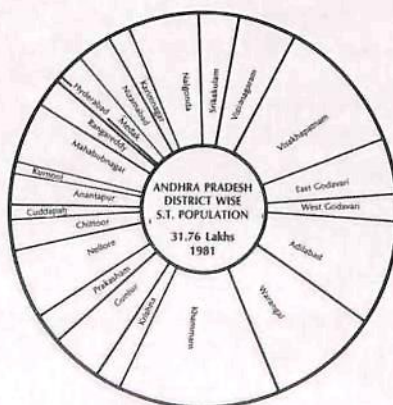 ANDHRA PRADESH
DISTRICT WISE
S.T. POPULATION
31.76 Lakhs
1981
Srikakulam
Vizianagaram
Visakhapatnam
East Godavari
West Godavari
Adilabad
Warangal
Khammam
Krishna
Guntur
Prakasham
Nellore
Chittoor
Cuddapah
Anantapur
Kurnool
Mahabubnagar
Rangareddy
Hyderabad
Medak
Nizamabad
Karimnagar
Nalgonda